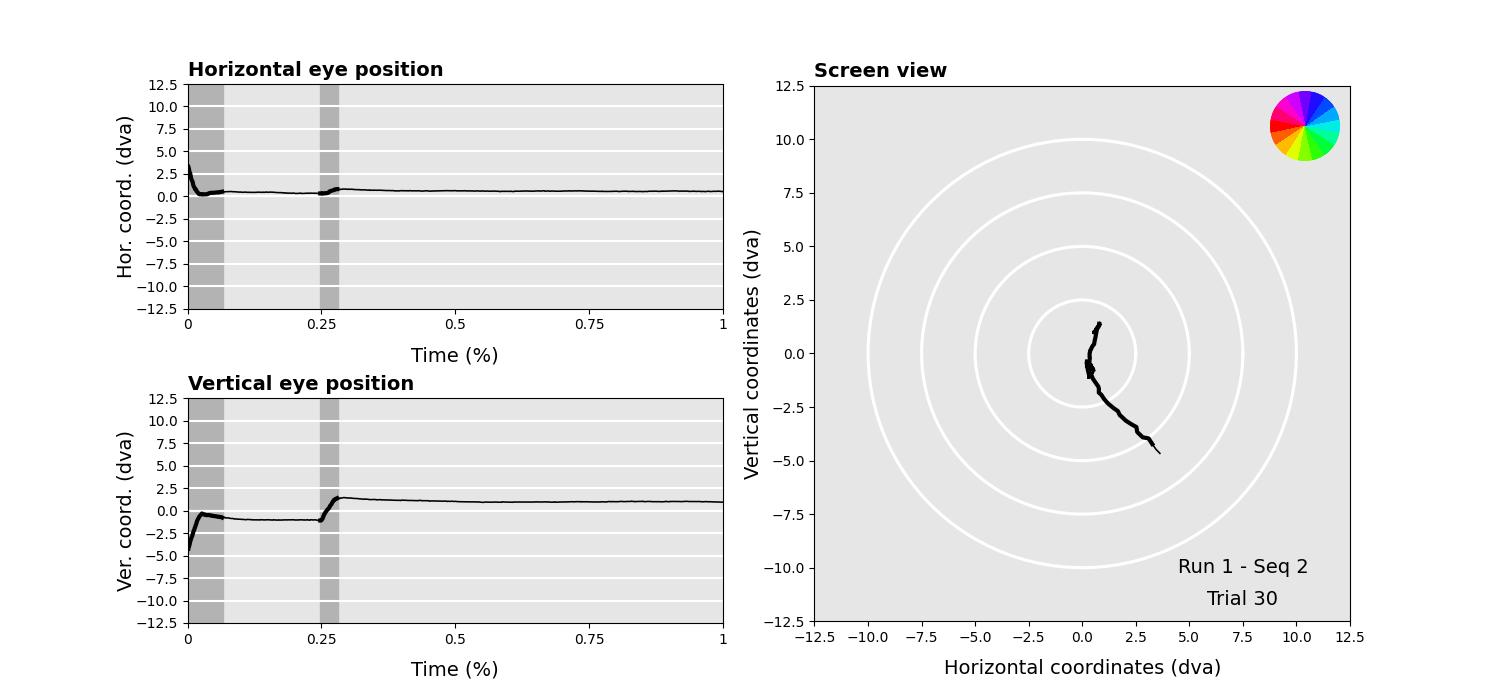 Horizontal eye position
12.5
10.0
7.5
5.0
2.5
0.0
−2.5
−5.0
−7.5
−10.0
−12.5
Hor. coord. (dva)
0 0.25 0.5 0.75 1
Time (%)
Vertical eye position
12.5
10.0
7.5
5.0
2.5
0.0
−2.5
−5.0
−7.5
−10.0
−12.5
Ver. coord. (dva)
0 0.25 0.5 0.75 1
Time (%)
Screen view
12.5
10.0
7.5
5.0
2.5
0.0
−2.5
−5.0
−7.5
−10.0
−12.5
Vertical coordinates (dva)
Run 1 - Seq 2
Trial 30
−12.5 −10.0 −7.5 −5.0 −2.5 0.0 2.5 5.0 7.5 10.0 12.5
Horizontal coordinates (dva)